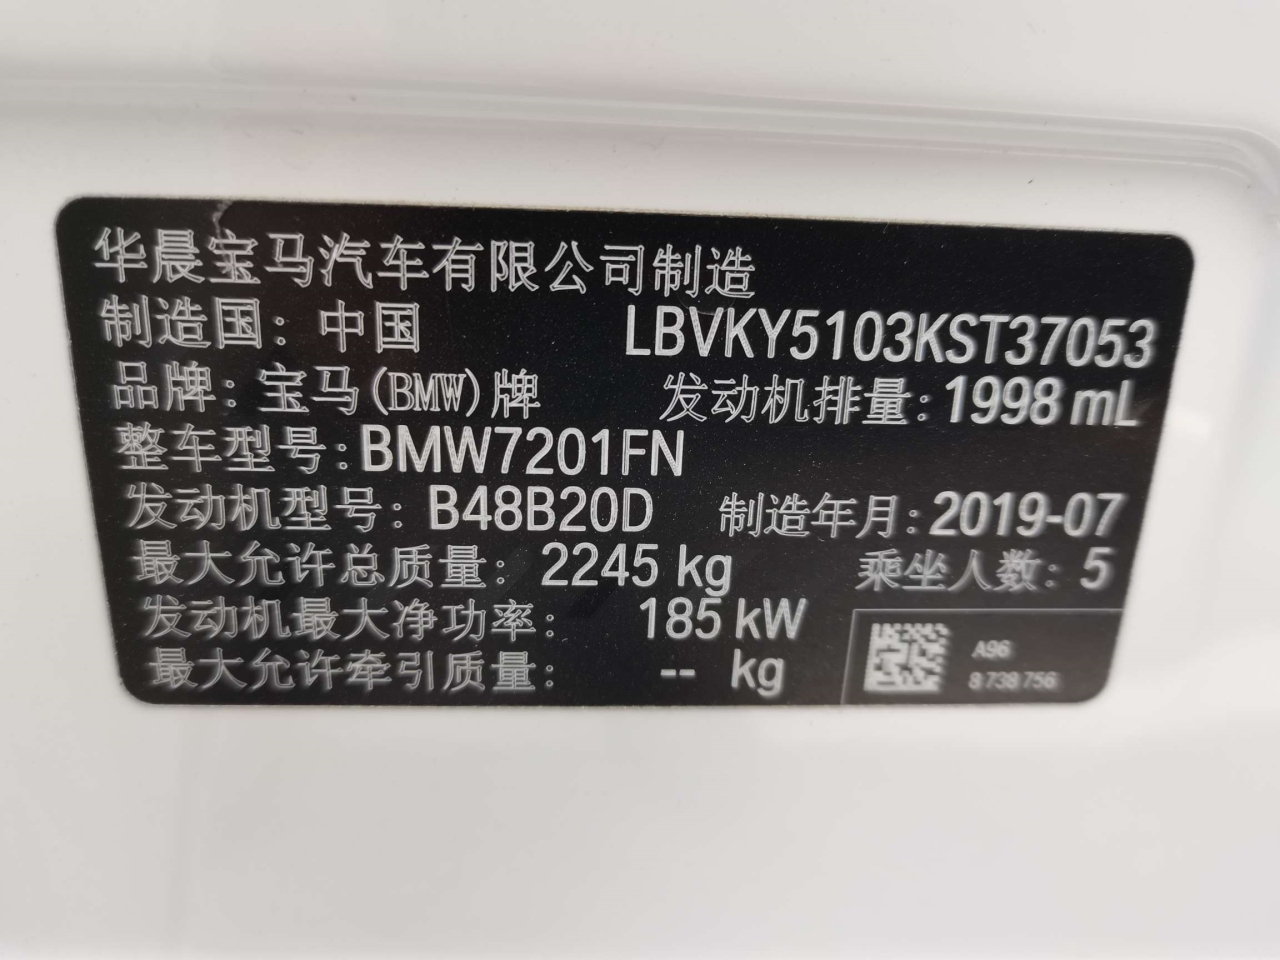 华晨宝马汽车有限公司制造
制造国：中国 LBVKY5103KST37053
品牌：宝马(BMW)牌 发动机排量：1998 mL
整车型号：BMW7201FN
发动机型号：B48B20D 制造年月：2019-07
最大允许总质量：2245 kg 乘坐人数：5
发动机最大净功率：185 kW
最大允许牵引质量：-- kg
A96
8 738 756